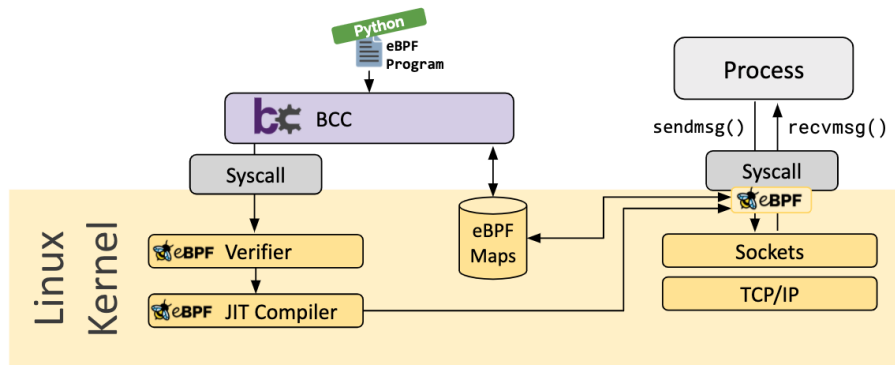 Python
eBPF
Program
bc
BCC
Process
sendmsg()
recvmsg()
Syscall
Syscall
eBPF
Linux
Kernel
eBPF Verifier
eBPF
Maps
Sockets
TCP/IP
eBPF JIT Compiler